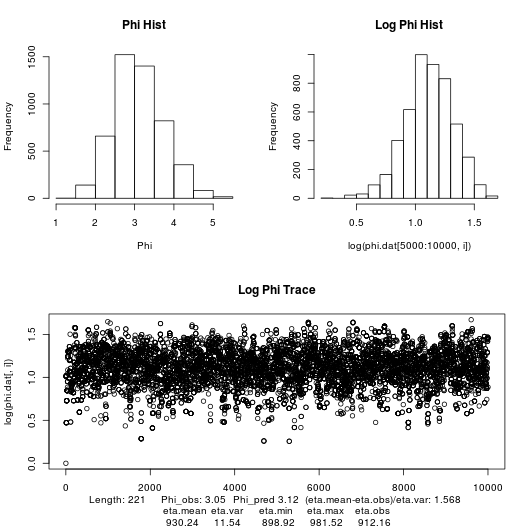 Phi Hist
Log Phi Hist
Frequency
0
500
1000
1500
1 2 3 4 5
Phi
Frequency
0
200
400
600
800
0.5 1.0 1.5
log(phi.dat[5000:10000, i])
Log Phi Trace
log(phi.dat[, i])
0.0
0.5
1.0
1.5
0 2000 4000 6000 8000 10000
Length: 221 Phi_obs: 3.05 Phi_pred 3.12 (eta.mean-eta.obs)/eta.var: 1.568
eta.mean eta.var eta.min eta.max eta.obs
930.24 11.54 898.92 981.52 912.16